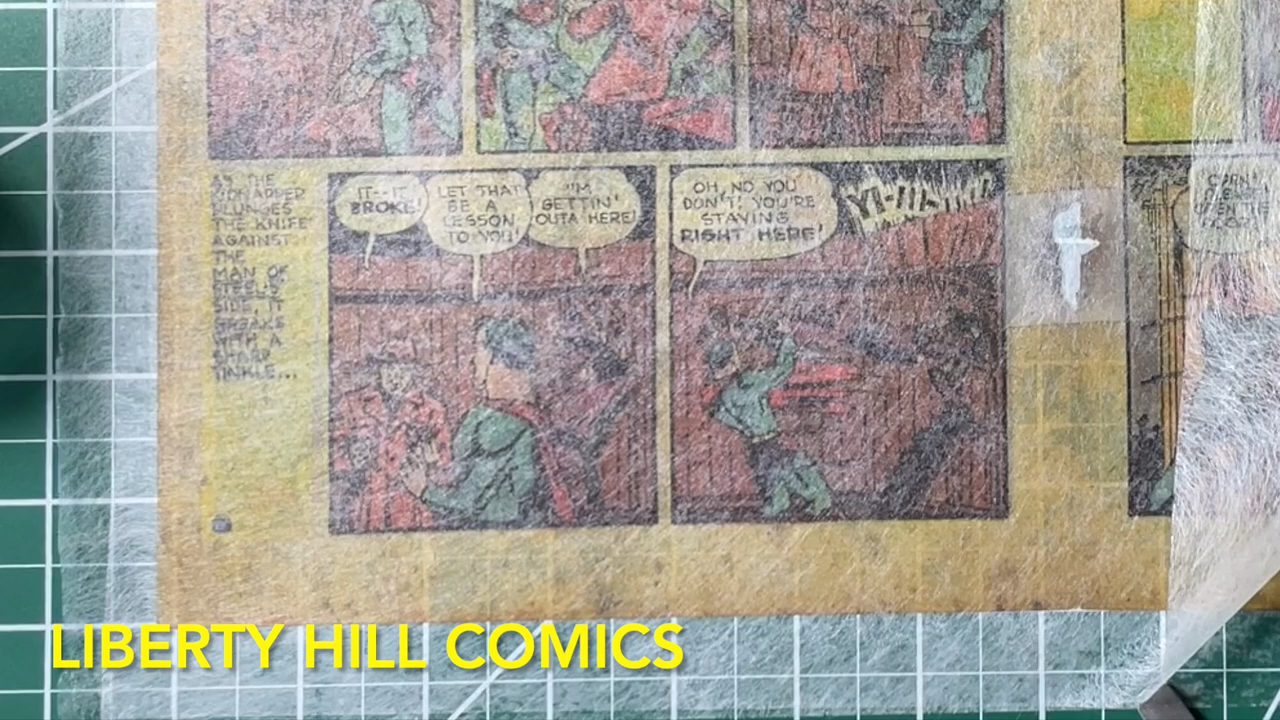 AS THE
KIDNAPPER
PLUNGES
THE KNIFE
AGAINST
THE
MAN OF
STEEL'S
SIDE, IT
BREAKS
WITH A
SHARP
TINKLE...
IT--IT
BROKE!
LET THAT
BE A
LESSON
TO YOU!
I'M
GETTIN'
OUTA HERE!
OH, NO YOU
DON'T! YOU'RE
STAYING
RIGHT HERE!
OPEN THE
LIBERTY HILL COMICS